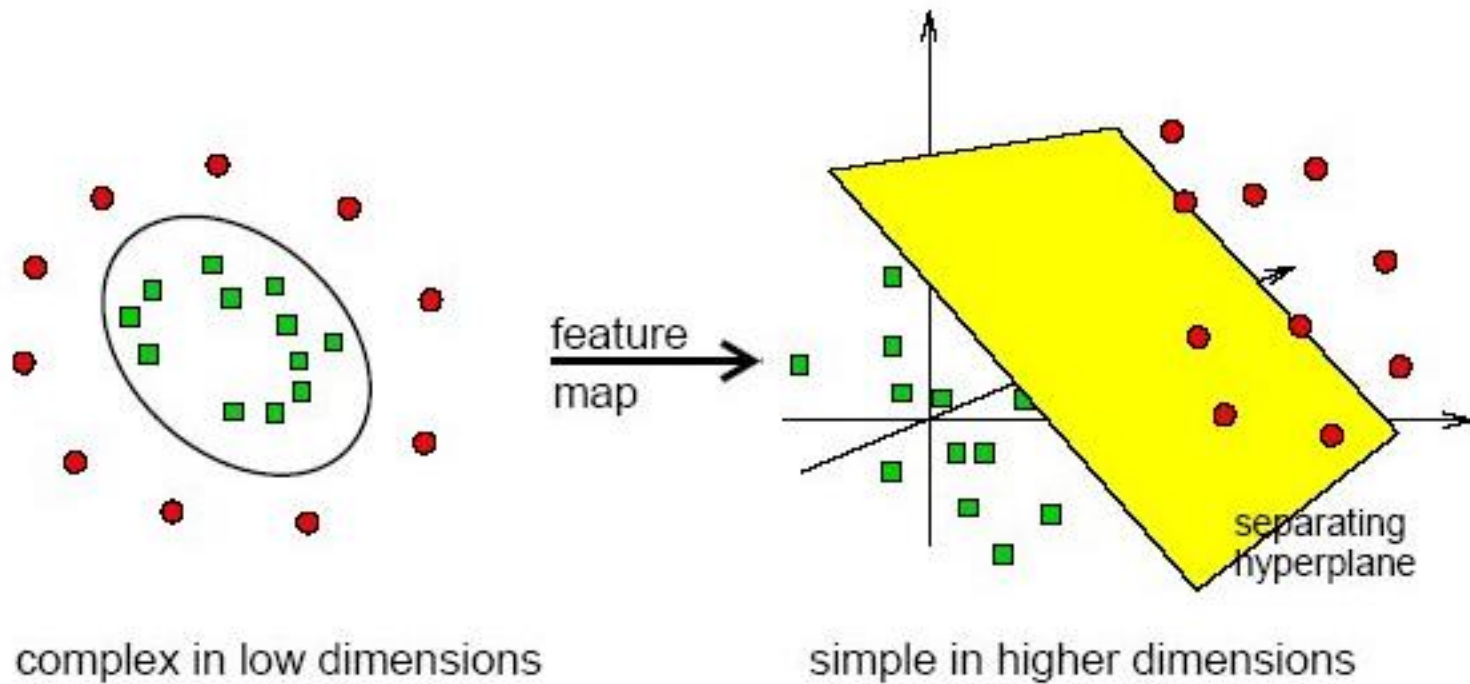 feature
map
separating
hyperplane
complex in low dimensions
simple in higher dimensions